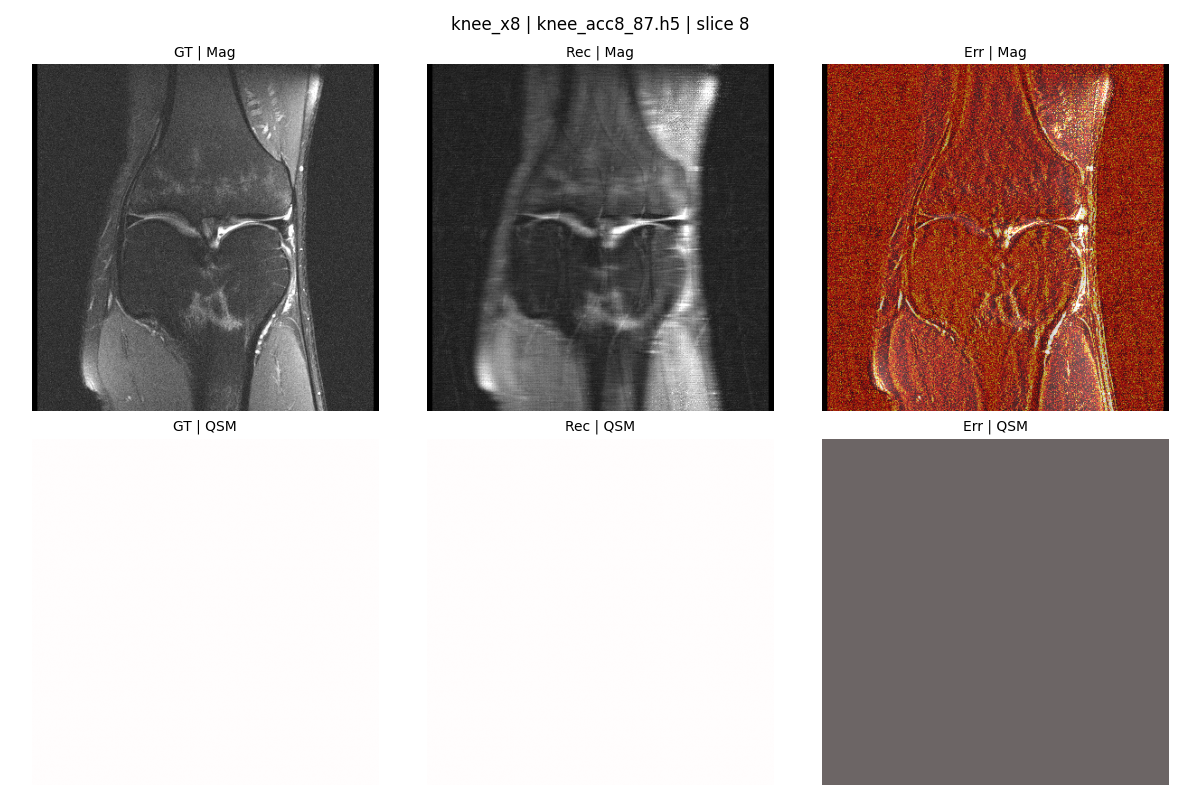 knee_x8 | knee_acc8_87.h5 | slice 8
GT | Mag
Rec | Mag
Err | Mag
GT | QSM
Rec | QSM
Err | QSM